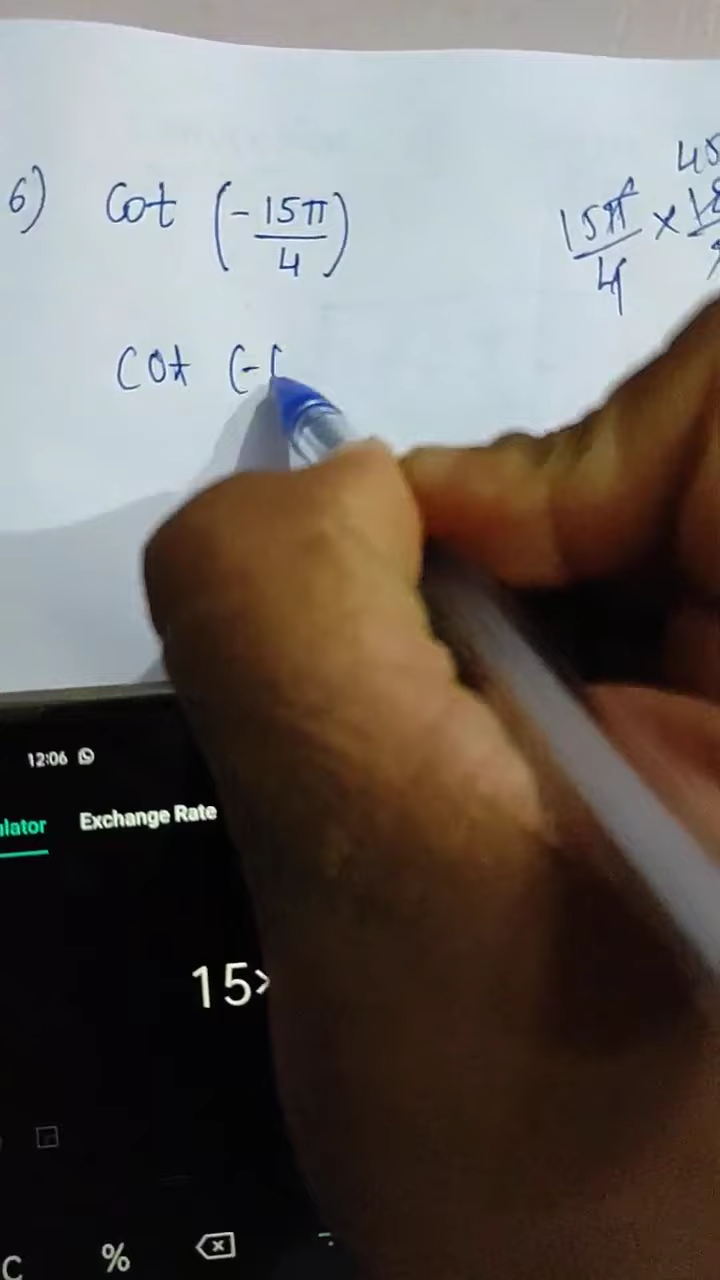 6) cot (-15π/4)
15π/4 ×
cot (-
12:06
Exchange Rate
15×
C % ÷